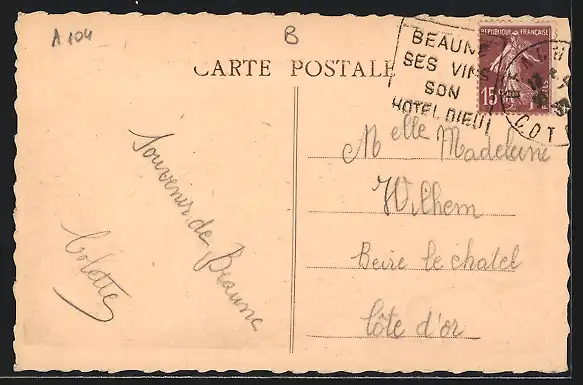 A 104
B
CARTE POSTALE
BEAUNE
SES VINS
SON
HOTEL DIEU
REPUBLIQUE FRANÇAISE
15c
COT
Souvenir de Beaune
Colette
Melle Madeleine
Wilhem
Beire le chatel
Côte d'or